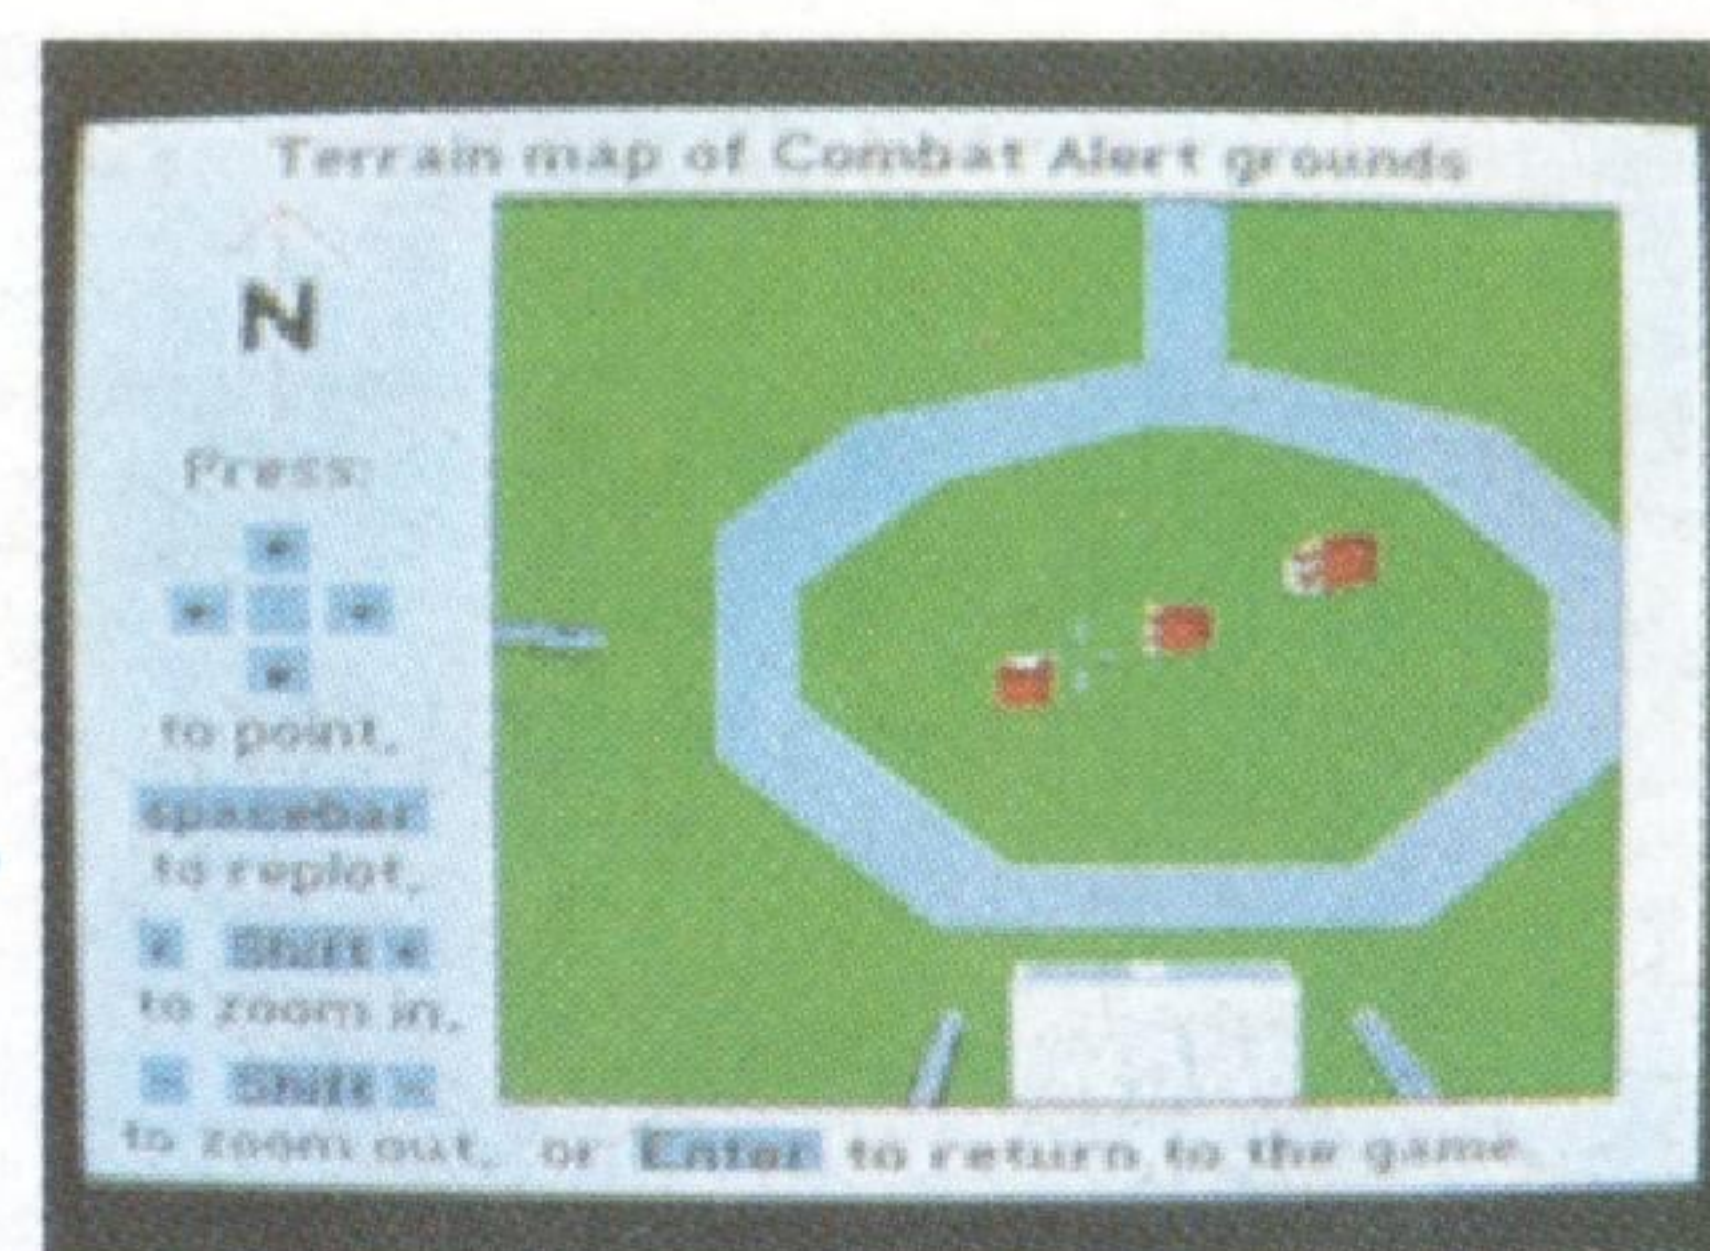 Terrain map of Combat Alert grounds
N
Press:
to point,
spacebar
to replot,
Shift
to zoom in,
Shift
to zoom out, or Enter to return to the game.